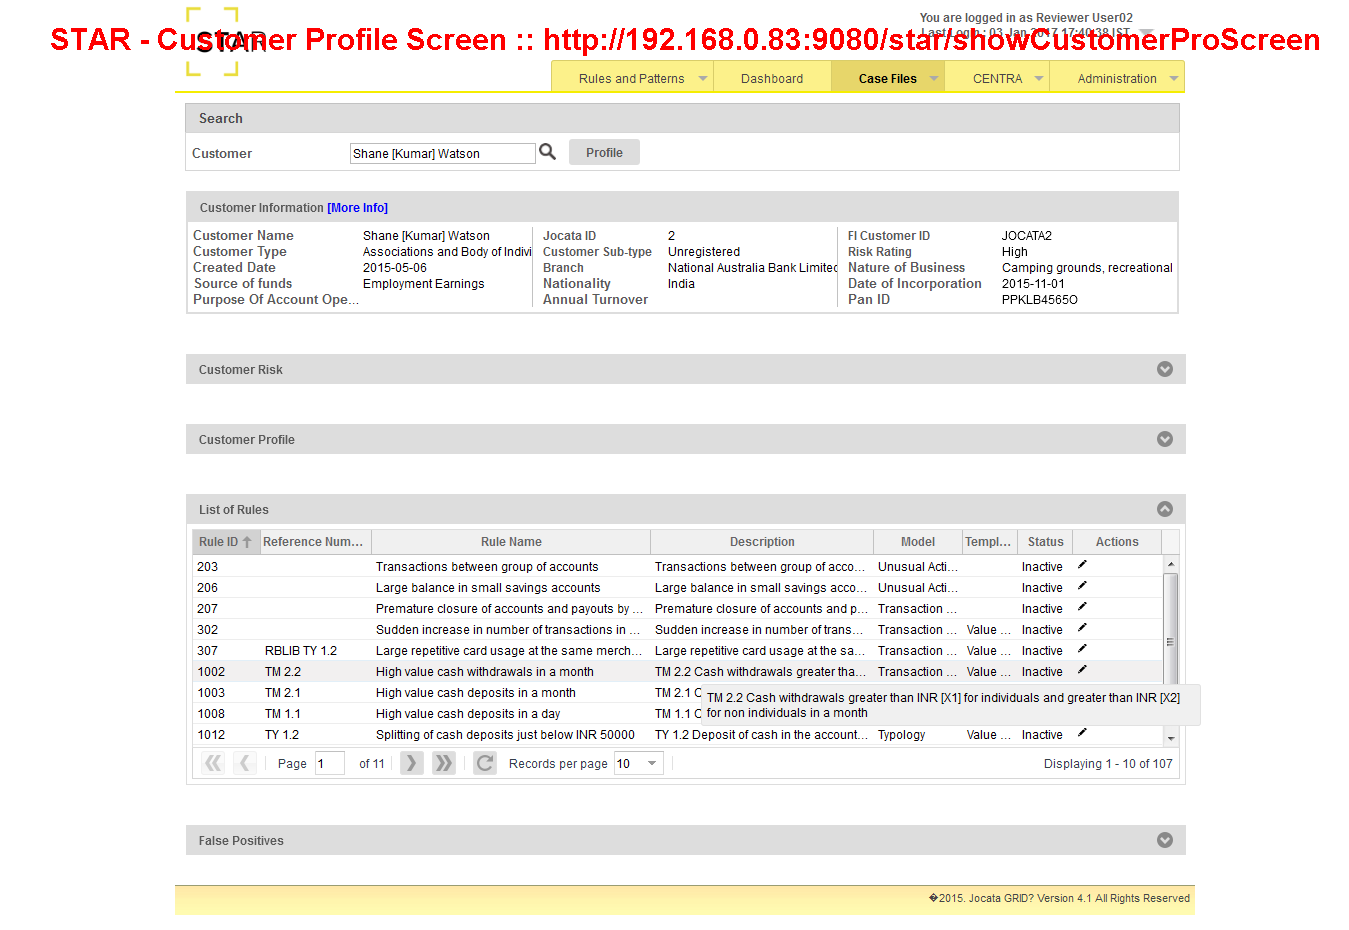 You are logged in as Reviewer User02
STAR
STAR - Customer Profile Screen :: http://192.168.0.83:9080/star/showCustomerProScreen
Last Login : 03 Jan 2017 17:40:38 IST
Rules and Patterns Dashboard Case Files CENTRA Administration
Search
Customer Shane [Kumar] Watson Profile
Customer Information [More Info]
Customer Name Shane [Kumar] Watson Jocata ID 2 FI Customer ID JOCATA2
Customer Type Associations and Body of Indivi Customer Sub-type Unregistered Risk Rating High
Created Date 2015-05-06 Branch National Australia Bank Limited Nature of Business Camping grounds, recreational
Source of funds Employment Earnings Nationality India Date of Incorporation 2015-11-01
Purpose Of Account Ope... Annual Turnover Pan ID PPKLB4565O
Customer Risk
Customer Profile
List of Rules
Rule ID Reference Num... Rule Name Description Model Templ... Status Actions
203 Transactions between group of accounts Transactions between group of acco... Unusual Acti... Inactive
206 Large balance in small savings accounts Large balance in small savings acco... Unusual Acti... Inactive
207 Premature closure of accounts and payouts by ... Premature closure of accounts and p... Transaction ... Inactive
302 Sudden increase in number of transactions in ... Sudden increase in number of trans... Transaction ... Value ... Inactive
307 RBLIB TY 1.2 Large repetitive card usage at the same merch... Large repetitive card usage at the sa... Transaction ... Value ... Inactive
1002 TM 2.2 High value cash withdrawals in a month TM 2.2 Cash withdrawals greater tha... Transaction ... Value ... Inactive
1003 TM 2.1 High value cash deposits in a month TM 2.1 C
TM 2.2 Cash withdrawals greater than INR [X1] for individuals and greater than INR [X2]
for non individuals in a month
1008 TM 1.1 High value cash deposits in a day TM 1.1 C
1012 TY 1.2 Splitting of cash deposits just below INR 50000 TY 1.2 Deposit of cash in the account... Typology Value ... Inactive
Page 1 of 11 Records per page 10 Displaying 1 - 10 of 107
False Positives
�2015. Jocata GRID? Version 4.1 All Rights Reserved